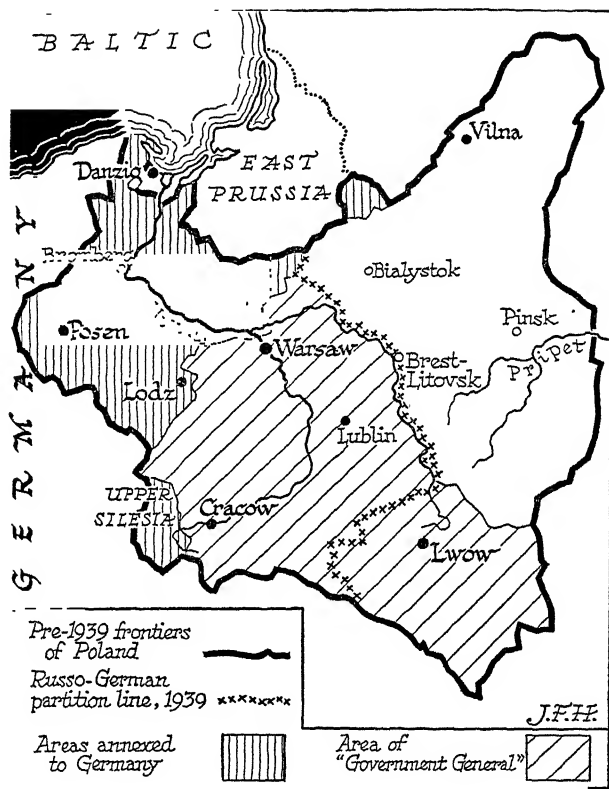 BALTIC
Vilna
Danzig
EAST
PRUSSIA
GERMANY
Bromberg
Bialystok
Posen
Pinsk
Warsaw
Brest-
Litovsk
Pripet
Lodz
Lublin
UPPER
SILESIA
Cracow
Lwow
Pre-1939 frontiers
of Poland
Russo-German
partition line, 1939
J.F.H.
Areas annexed
to Germany
Area of
"Government General"